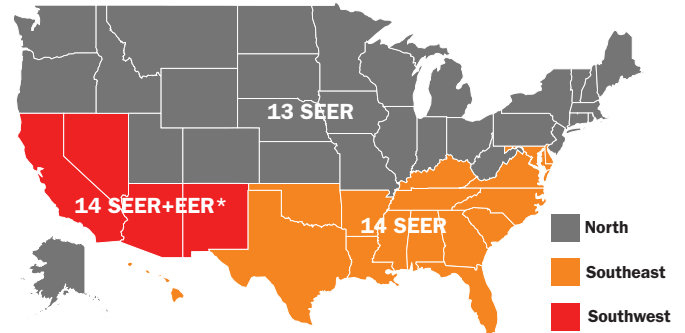 13 SEER
14 SEER+EER*
14 SEER
North
Southeast
Southwest